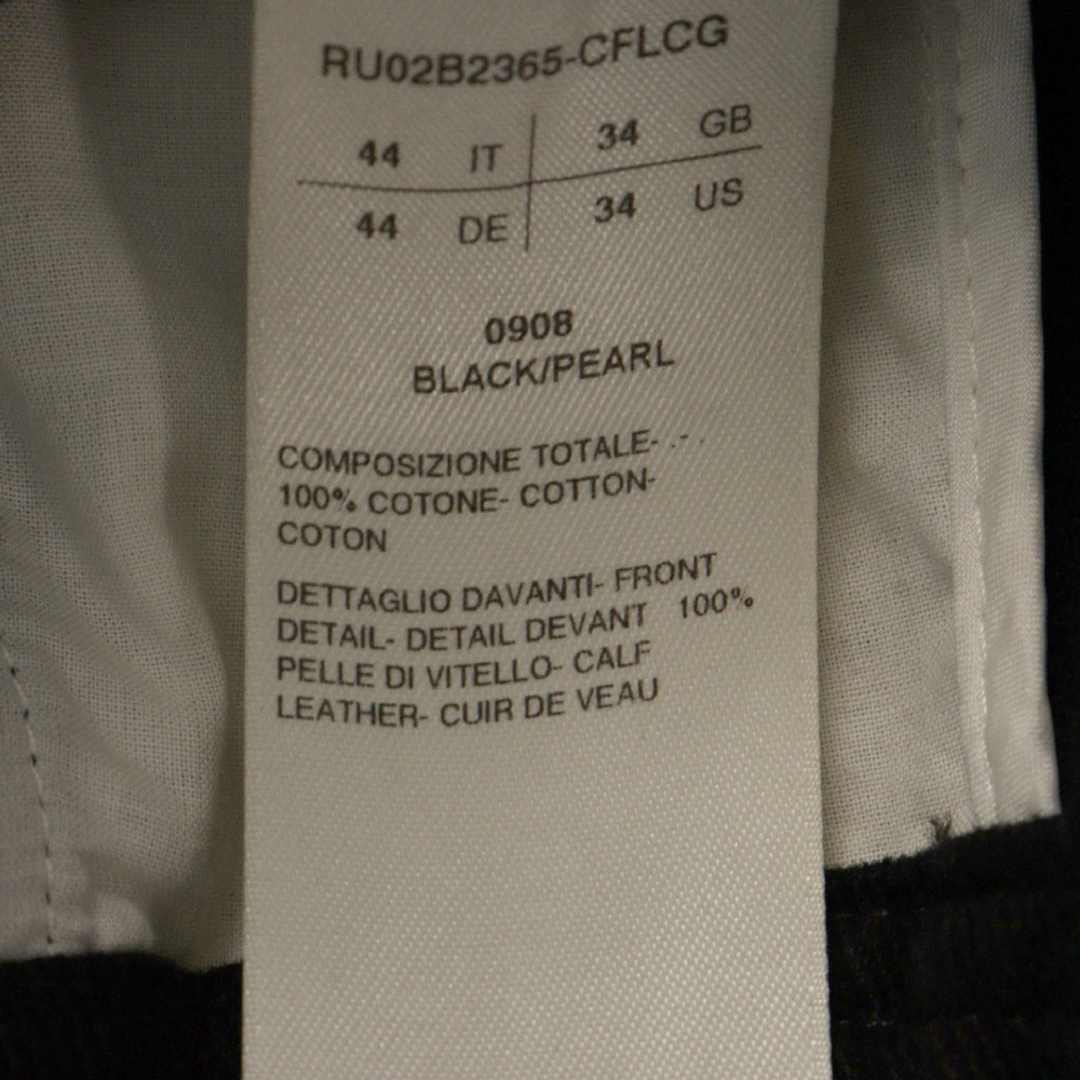 RU02B2365-CFLCG
44 IT 34 GB
44 DE 34 US
0908
BLACK/PEARL
COMPOSIZIONE TOTALE- .- .
100% COTONE- COTTON-
COTON
DETTAGLIO DAVANTI- FRONT
DETAIL- DETAIL DEVANT 100%
PELLE DI VITELLO- CALF
LEATHER- CUIR DE VEAU